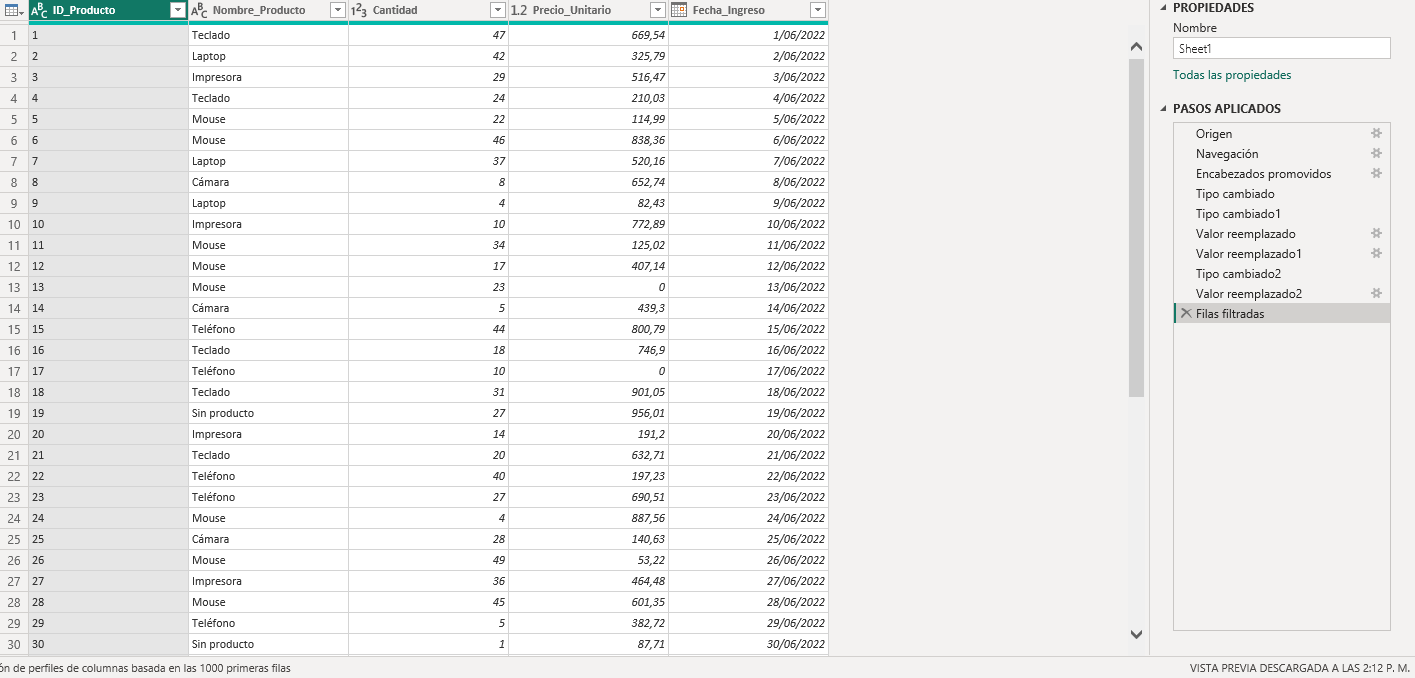 ABC ID_Producto ABC Nombre_Producto 123 Cantidad 1.2 Precio_Unitario Fecha_Ingreso
1 1 Teclado 47 669,54 1/06/2022
2 2 Laptop 42 325,79 2/06/2022
3 3 Impresora 29 516,47 3/06/2022
4 4 Teclado 24 210,03 4/06/2022
5 5 Mouse 22 114,99 5/06/2022
6 6 Mouse 46 838,36 6/06/2022
7 7 Laptop 37 520,16 7/06/2022
8 8 Cámara 8 652,74 8/06/2022
9 9 Laptop 4 82,43 9/06/2022
10 10 Impresora 10 772,89 10/06/2022
11 11 Mouse 34 125,02 11/06/2022
12 12 Mouse 17 407,14 12/06/2022
13 13 Mouse 23 0 13/06/2022
14 14 Cámara 5 439,3 14/06/2022
15 15 Teléfono 44 800,79 15/06/2022
16 16 Teclado 18 746,9 16/06/2022
17 17 Teléfono 10 0 17/06/2022
18 18 Teclado 31 901,05 18/06/2022
19 19 Sin producto 27 956,01 19/06/2022
20 20 Impresora 14 191,2 20/06/2022
21 21 Teclado 20 632,71 21/06/2022
22 22 Teléfono 40 197,23 22/06/2022
23 23 Teléfono 27 690,51 23/06/2022
24 24 Mouse 4 887,56 24/06/2022
25 25 Cámara 28 140,63 25/06/2022
26 26 Mouse 49 53,22 26/06/2022
27 27 Impresora 36 464,48 27/06/2022
28 28 Mouse 45 601,35 28/06/2022
29 29 Teléfono 5 382,72 29/06/2022
30 30 Sin producto 1 87,71 30/06/2022
PROPIEDADES
Nombre
Sheet1
Todas las propiedades
PASOS APLICADOS
Origen
Navegación
Encabezados promovidos
Tipo cambiado
Tipo cambiado1
Valor reemplazado
Valor reemplazado1
Tipo cambiado2
Valor reemplazado2
Filas filtradas
ón de perfiles de columnas basada en las 1000 primeras filas
VISTA PREVIA DESCARGADA A LAS 2:12 P. M.